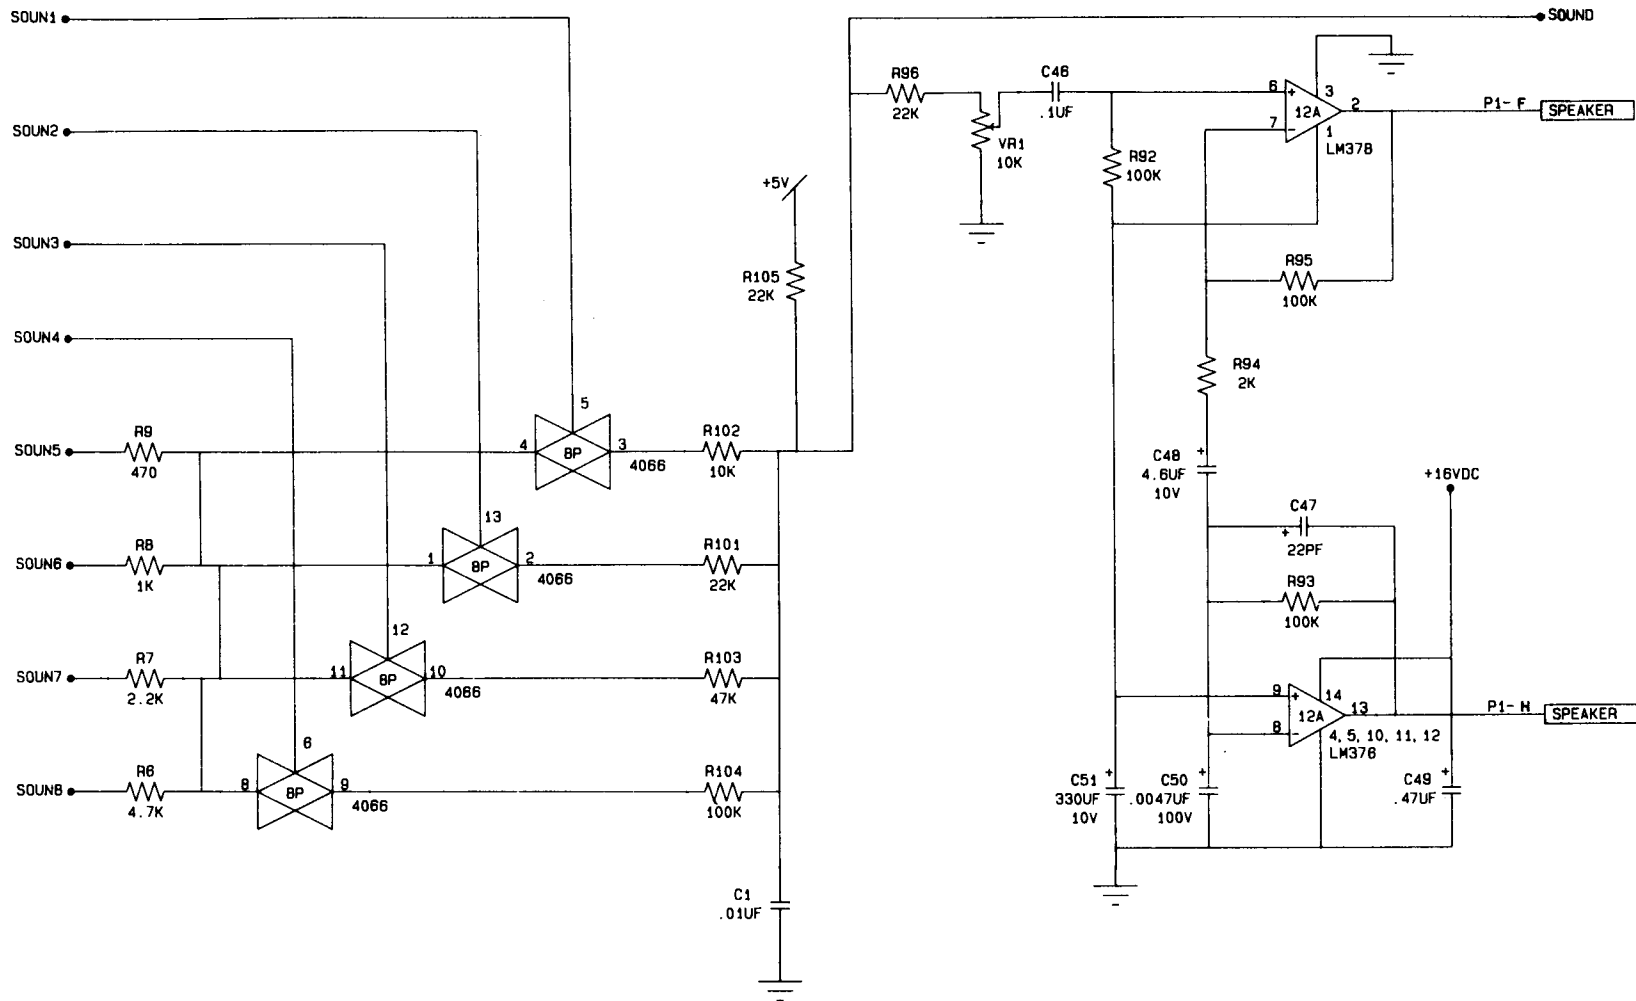 SOUN1
SOUND
SOUN2
SOUN3
SOUN4
+5V
R105
22K
R96
22K
VR1
10K
C46
.1UF
R92
100K
6
+
7
-
12A
3
2
1
LM378
P1- F
SPEAKER
R95
100K
R94
2K
C48
+
4.6UF
10V
+16VDC
C47
+
22PF
R93
100K
SOUN5
R9
470
4
5
8P
3
4066
R102
10K
SOUN6
R8
1K
1
13
8P
2
4066
R101
22K
SOUN7
R7
2.2K
11
12
8P
10
4066
R103
47K
SOUN8
R6
4.7K
8
6
8P
9
4066
R104
100K
9
+
8
-
12A
14
13
4, 5, 10, 11, 12
LM376
P1- H
SPEAKER
C51
+
330UF
10V
C50
+
.0047UF
100V
C49
+
.47UF
C1
.01UF